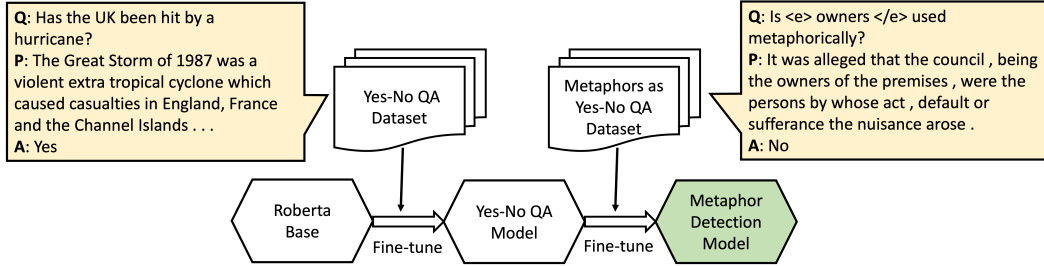 Q: Has the UK been hit by a
hurricane?
P: The Great Storm of 1987 was a
violent extra tropical cyclone which
caused casualties in England, France
and the Channel Islands . . .
A: Yes
Yes-No QA
Dataset
Metaphors as
Yes-No QA
Dataset
Q: Is <e> owners </e> used
metaphorically?
P: It was alleged that the council , being
the owners of the premises , were the
persons by whose act , default or
sufferance the nuisance arose .
A: No
Roberta
Base
Fine-tune
Yes-No QA
Model
Fine-tune
Metaphor
Detection
Model